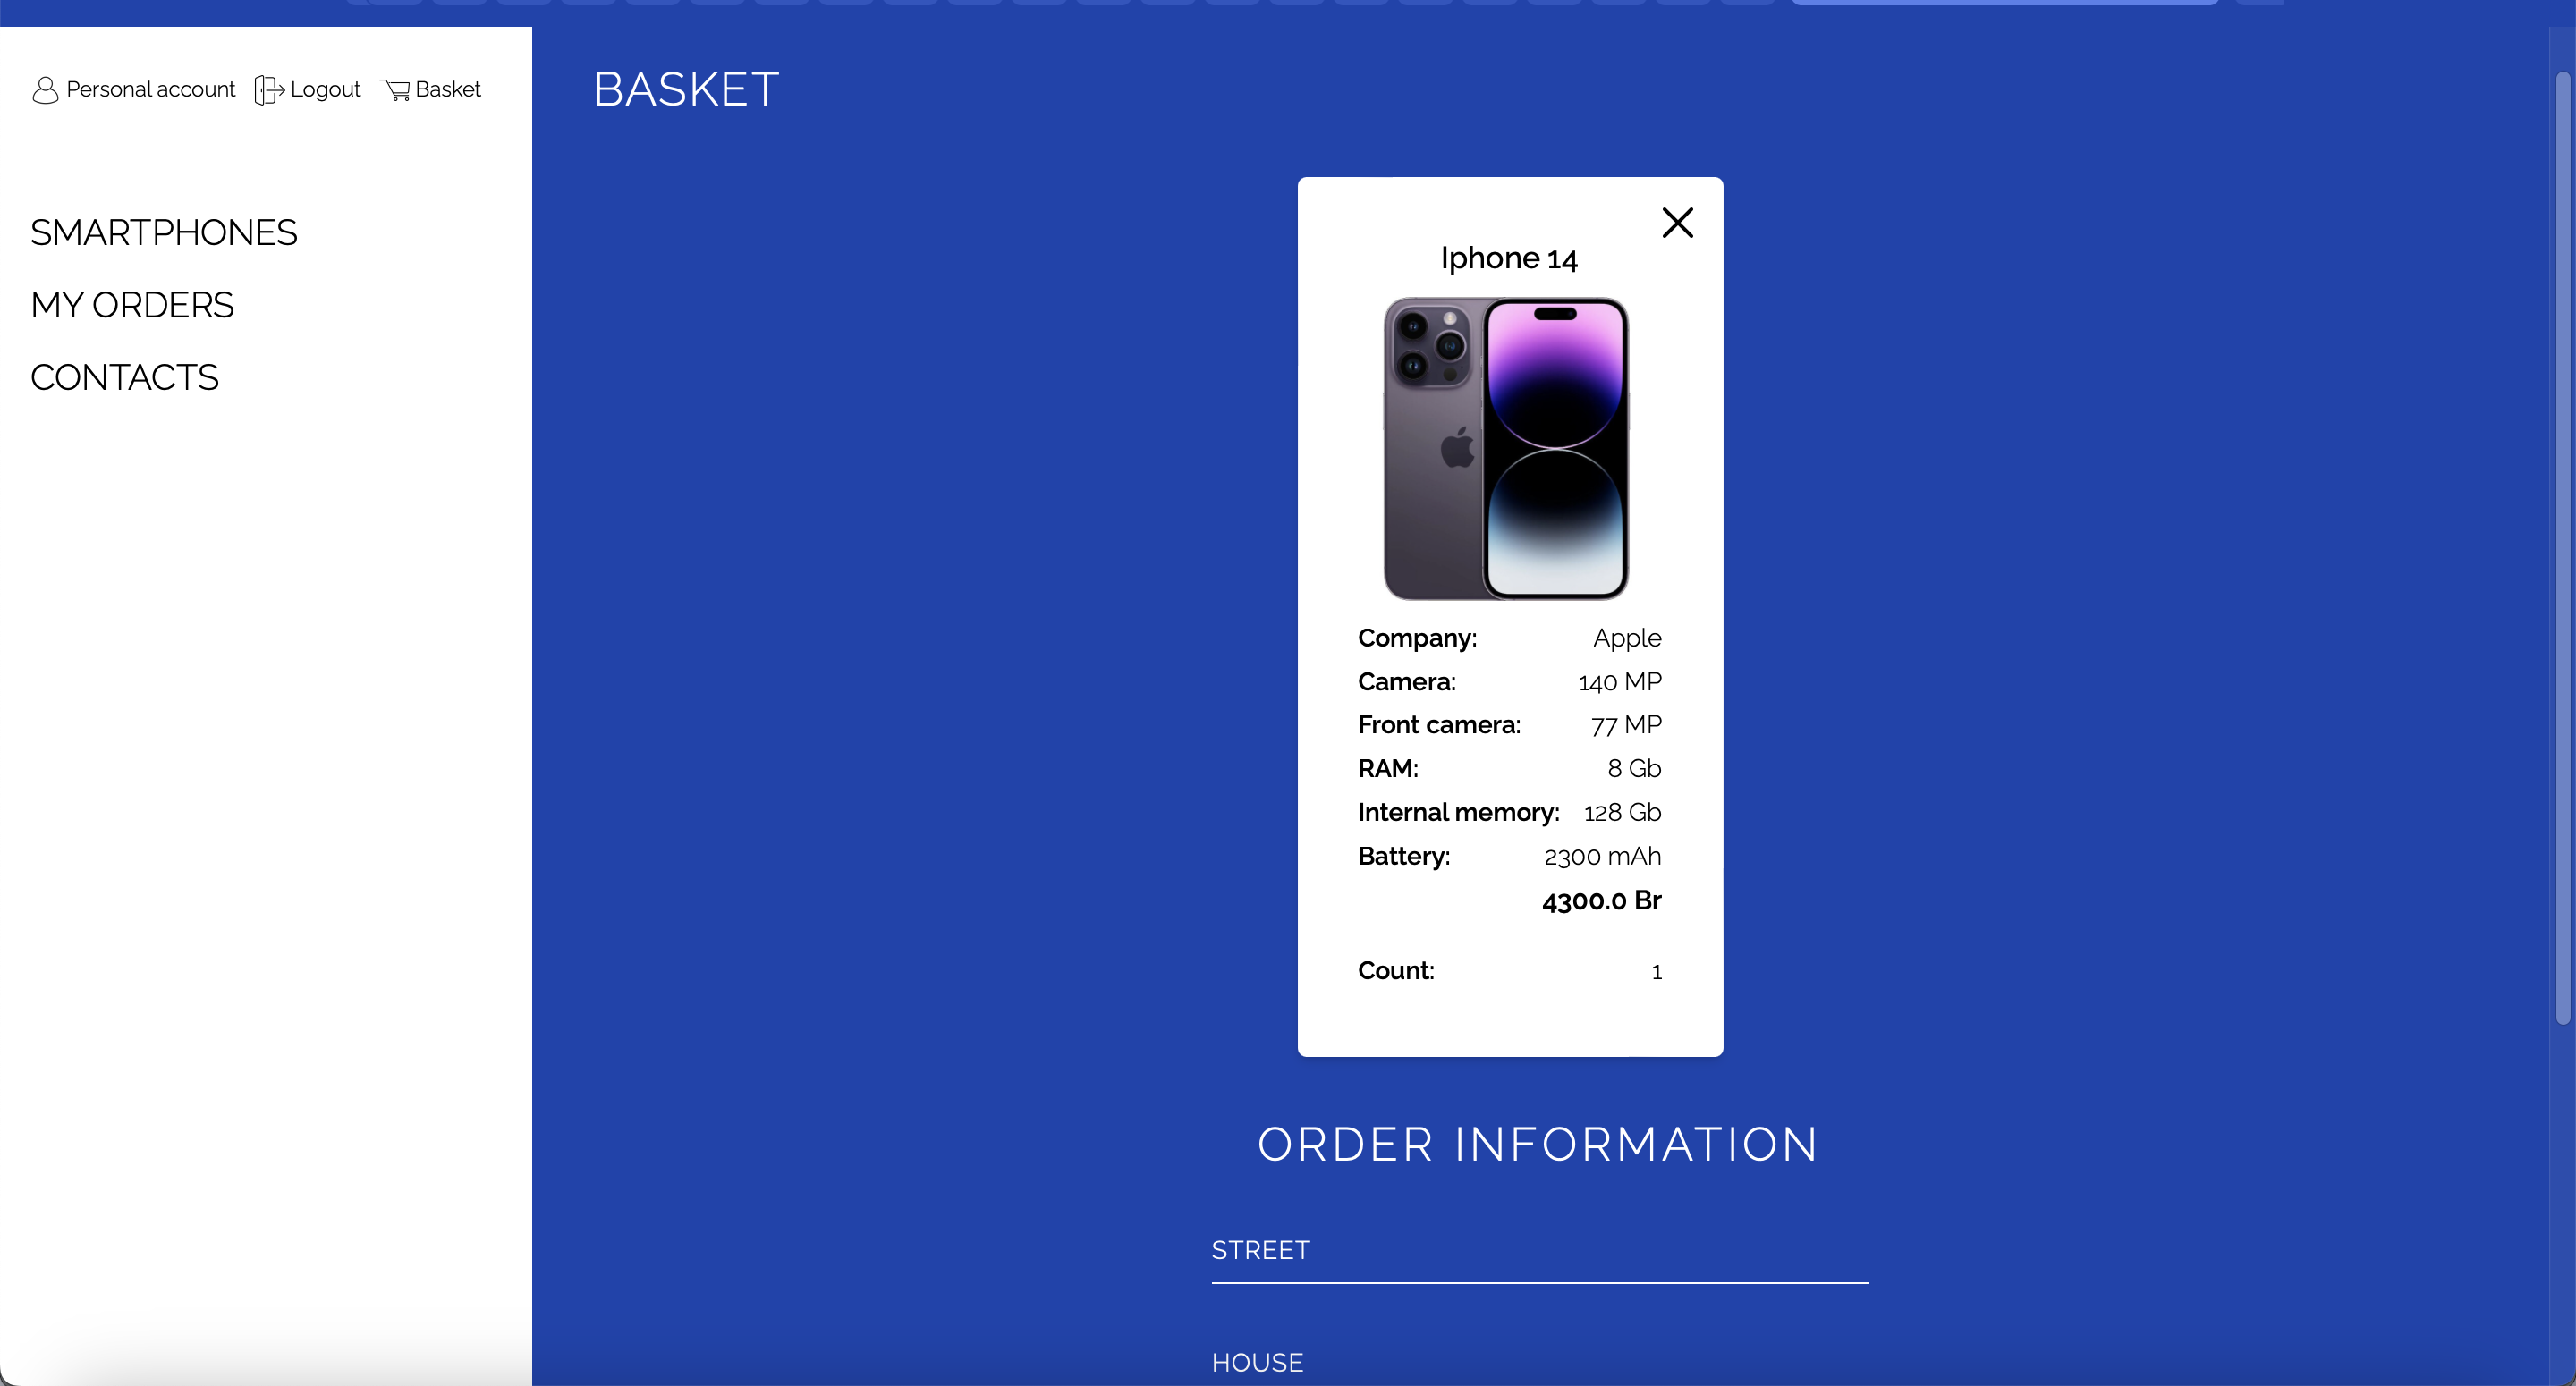 Personal account Logout Basket
SMARTPHONES
MY ORDERS
CONTACTS
BASKET
Iphone 14
Company: Apple
Camera: 140 MP
Front camera: 77 MP
RAM: 8 Gb
Internal memory: 128 Gb
Battery: 2300 mAh
4300.0 Br
Count: 1
ORDER INFORMATION
STREET
HOUSE